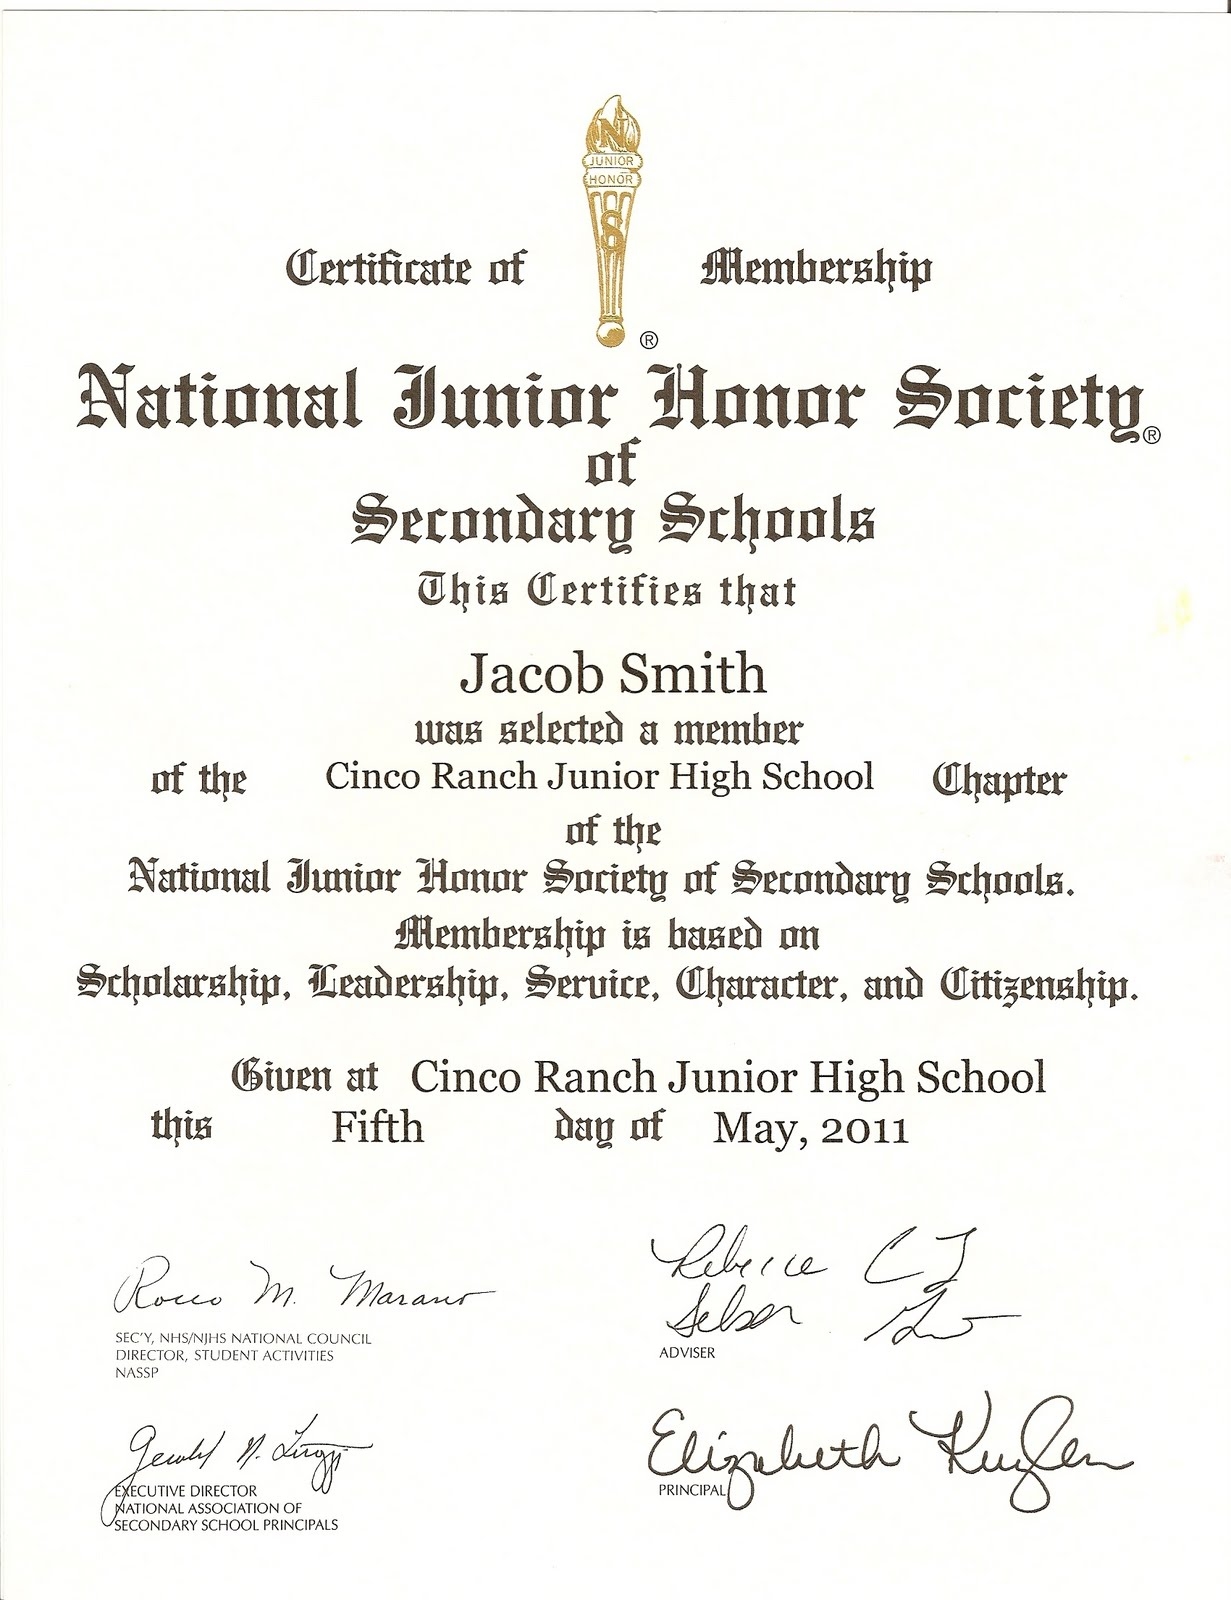 N
JUNIOR
HONOR
S
Certificate of Membership
®
National Junior Honor Society®
of
Secondary Schools
This Certifies that
Jacob Smith
was selected a member
of the Cinco Ranch Junior High School Chapter
of the
National Junior Honor Society of Secondary Schools.
Membership is based on
Scholarship, Leadership, Service, Character, and Citizenship.
Given at Cinco Ranch Junior High School
this Fifth day of May, 2011
Rocco M. Marano
SEC'Y, NHS/NJHS NATIONAL COUNCIL
DIRECTOR, STUDENT ACTIVITIES
NASSP
ADVISER
EXECUTIVE DIRECTOR
NATIONAL ASSOCIATION OF
SECONDARY SCHOOL PRINCIPALS
Elizabeth
PRINCIPAL